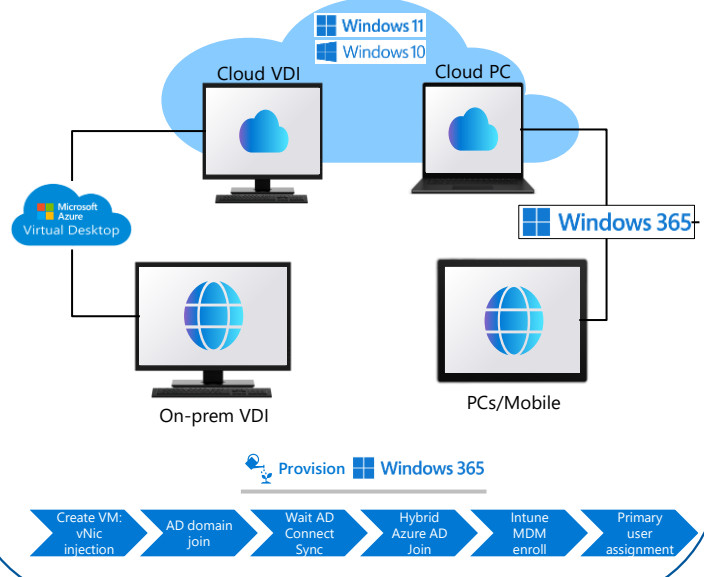 Windows 11
Windows 10
Cloud VDI
Cloud PC
Microsoft
Azure
Virtual Desktop
Windows 365
On-prem VDI
PCs/Mobile
Provision Windows 365
Create VM:
vNic
injection
AD domain
join
Wait AD
Connect
Sync
Hybrid
Azure AD
Join
Intune
MDM
enroll
Primary
user
assignment